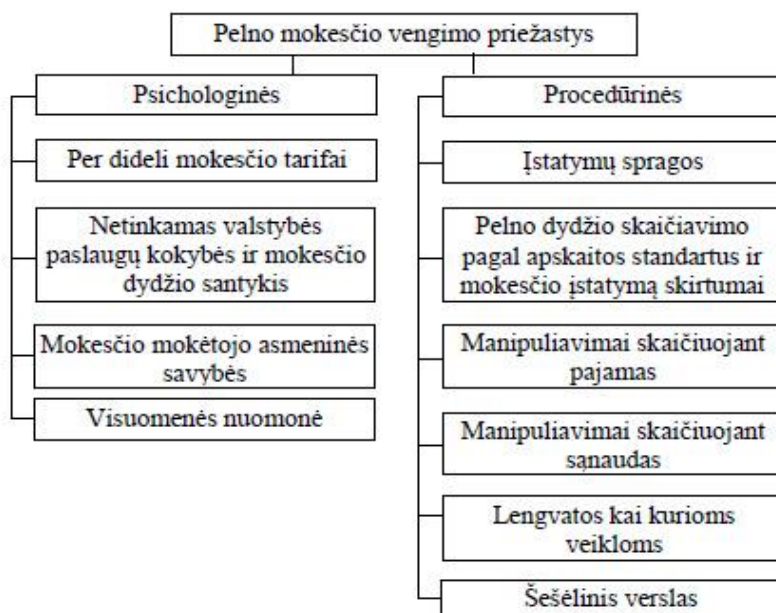 Pelno mokesčio vengimo priežastys
Psichologinės
Per dideli mokesčio tarifai
Netinkamas valstybės
paslaugų kokybės ir mokesčio
dydžio santykis
Mokesčio mokėtojo asmeninės
savybės
Visuomenės nuomonė
Procedūrinės
Įstatymų spragos
Pelno dydžio skaičiavimo
pagal apskaitos standartus ir
mokesčio įstatymą skirtumai
Manipuliavimai skaičiuojant
pajamas
Manipuliavimai skaičiuojant
sąnaudas
Lengvatos kai kurioms
veikloms
Šešėlinis verslas